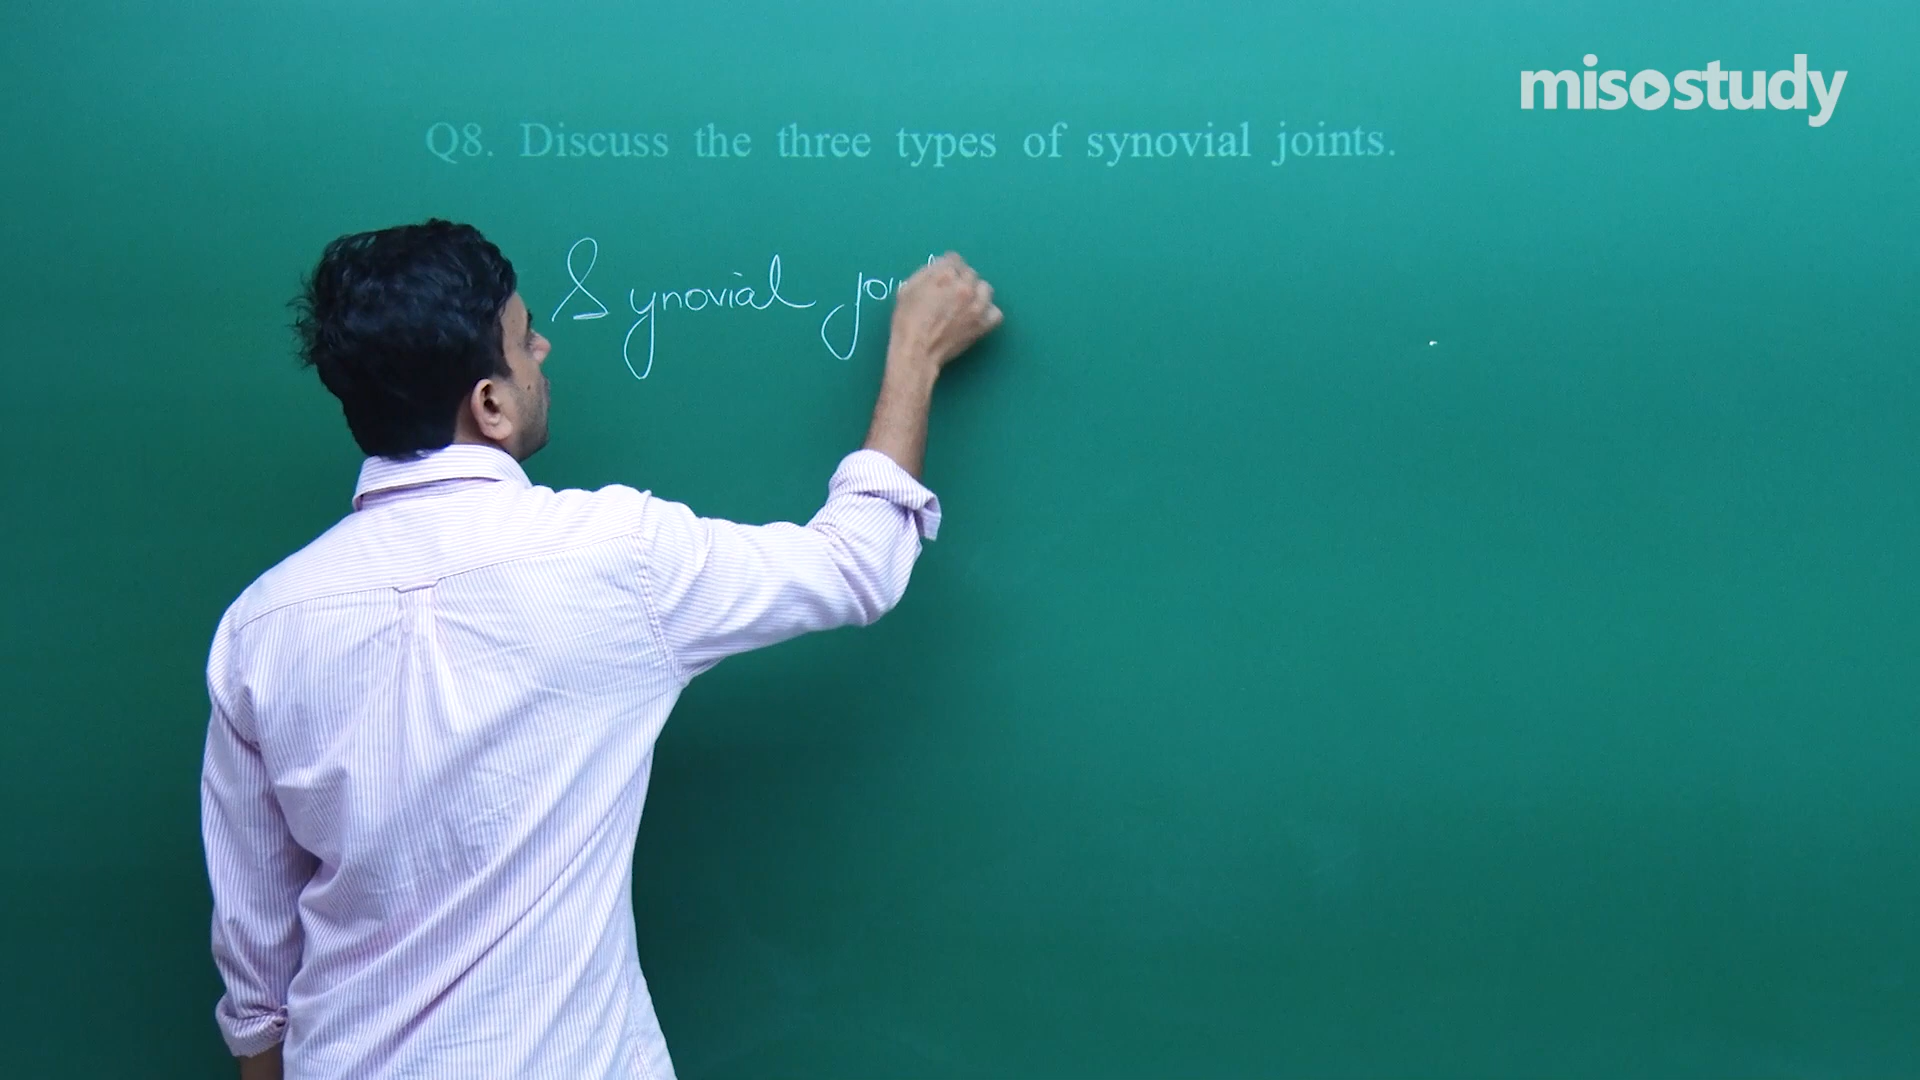 misostudy
Q8. Discuss the three types of synovial joints.
Synovial